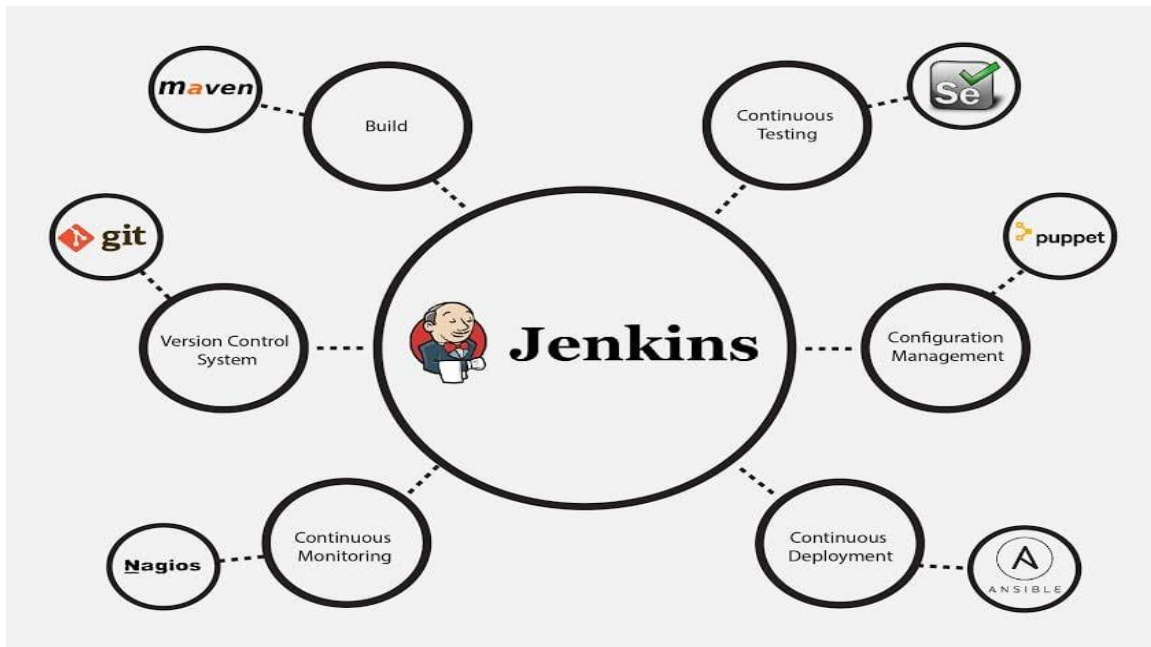 maven
Build
Continuous
Testing
Se
git
puppet
Version Control
System
Jenkins
Configuration
Management
Nagios
Continuous
Monitoring
Continuous
Deployment
A
ANSIBLE